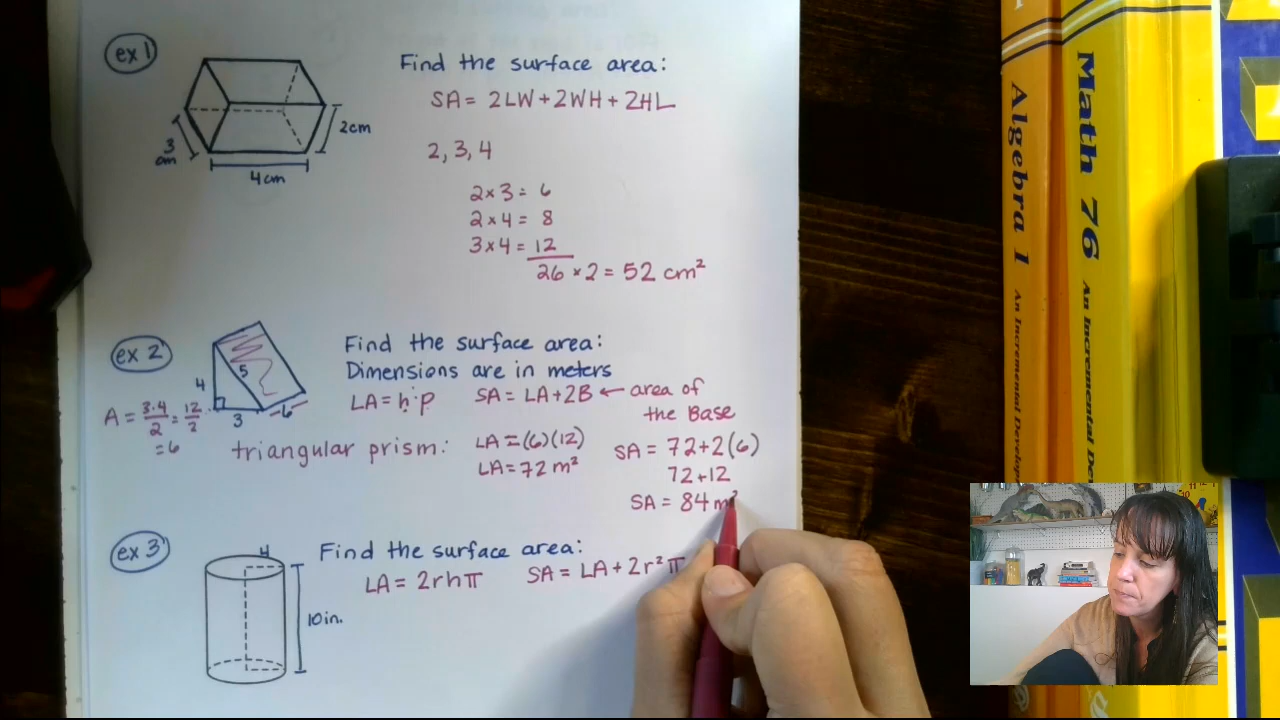 ex 1
Find the surface area:
SA = 2LW + 2WH + 2HL
2cm
3
cm
4cm
2, 3, 4
2 × 3 = 6
2 × 4 = 8
3 × 4 = 12
26 × 2 = 52 cm²
ex 2
Find the surface area:
Dimensions are in meters
4
5
3
6
LA = h · p
SA = LA + 2B ← area of
the Base
A = 3·4/2 = 12/2
= 6
triangular prism:
LA = (6)(12)
LA = 72 m²
SA = 72 + 2(6)
72 + 12
SA = 84 m²
ex 3
Find the surface area:
4
LA = 2rhπ
SA = LA + 2r²π
10in.
Algebra 1
An Incremental Develop
Math 76
An Incremental De